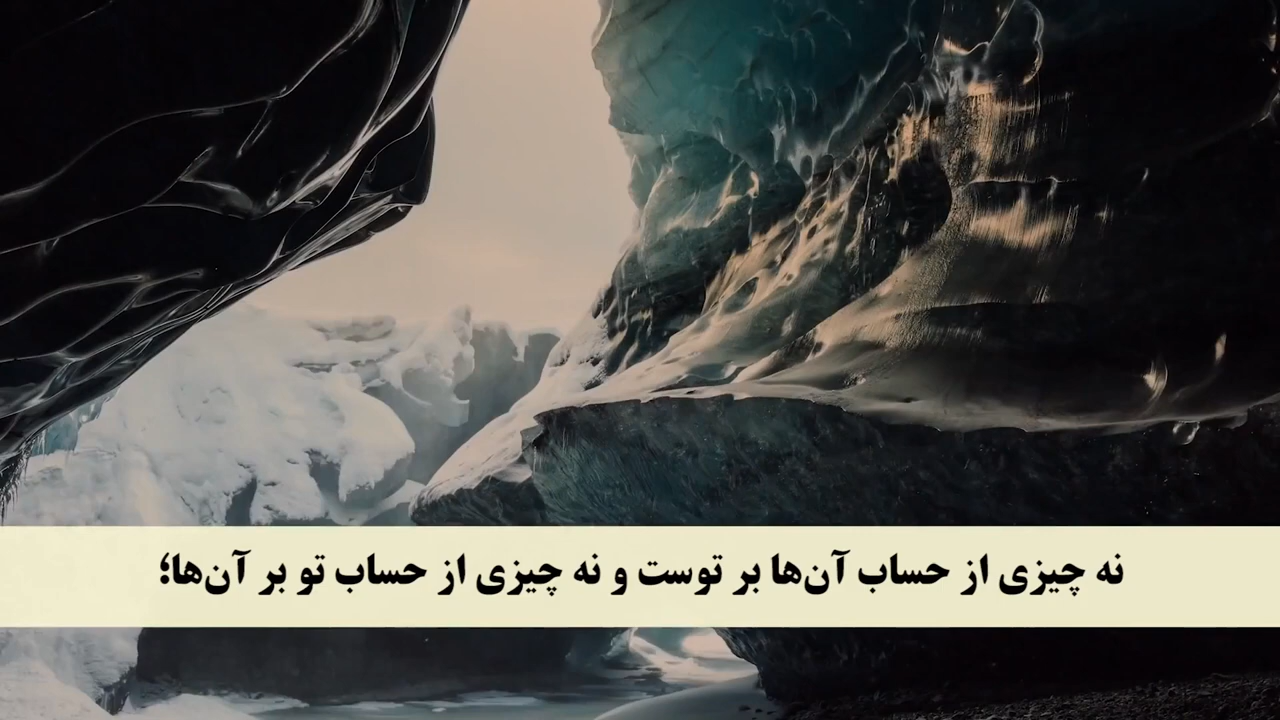 نه چیزی از حساب آن‌ها بر توست و نه چیزی از حساب تو بر آن‌ها؛